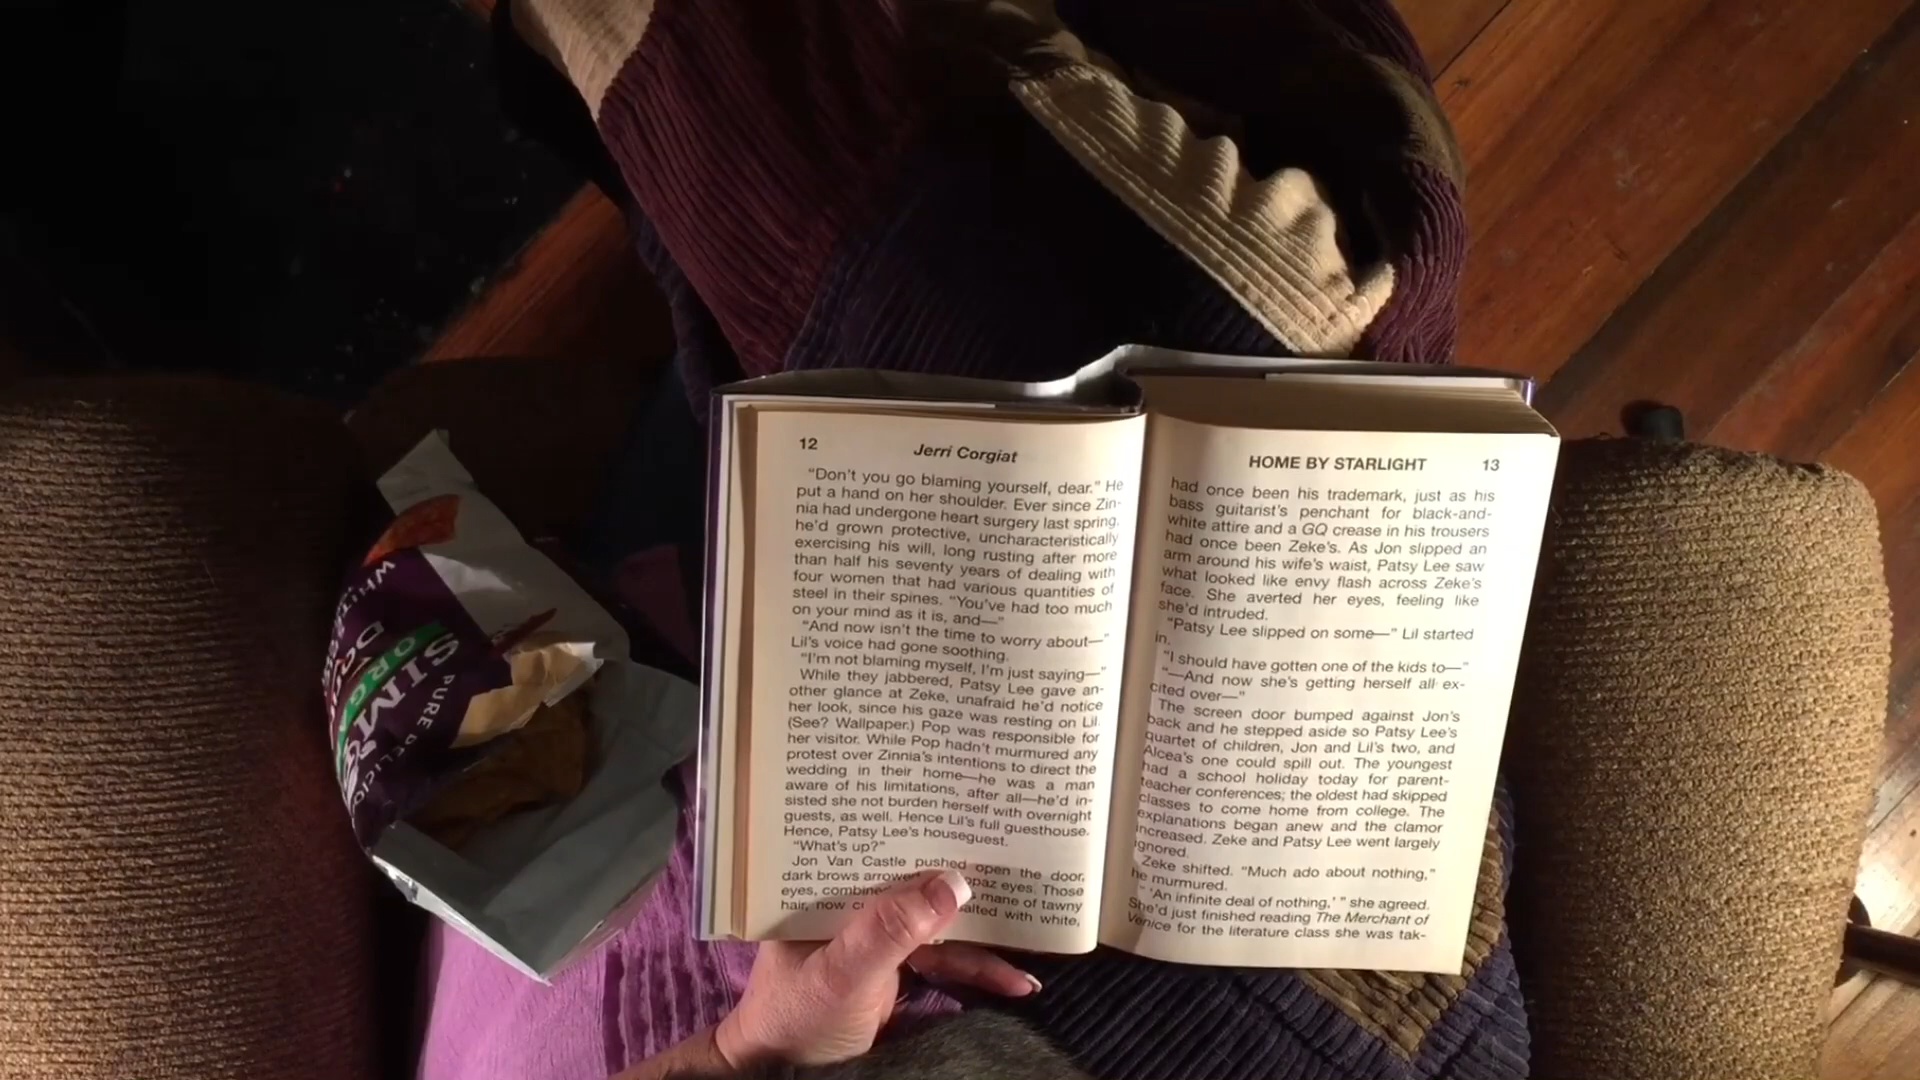 12
Jerri Corgiat
“Don’t you go blaming yourself, dear.” He
put a hand on her shoulder. Ever since Zin-
nia had undergone heart surgery last spring,
he’d grown protective, uncharacteristically
exercising his will, long rusting after more
than half his seventy years of dealing with
four women that had various quantities of
steel in their spines. “You’ve had too much
on your mind as it is, and—”
“And now isn’t the time to worry about—”
Lil’s voice had gone soothing.
“I’m not blaming myself, I’m just saying—”
While they jabbered, Patsy Lee gave an-
other glance at Zeke, unafraid he’d notice
her look, since his gaze was resting on Lil.
(See? Wallpaper.) Pop was responsible for
her visitor. While Pop hadn’t murmured any
protest over Zinnia’s intentions to direct the
wedding in their home—he was a man
aware of his limitations, after all—he’d in-
sisted she not burden herself with overnight
guests, as well. Hence Lil’s full guesthouse.
Hence, Patsy Lee’s houseguest.
“What’s up?”
Jon Van Castle pushed open the door,
dark brows arrowed opaz eyes. Those
eyes, combined a mane of tawny
hair, now salted with white,
HOME BY STARLIGHT 13
had once been his trademark, just as his
bass guitarist’s penchant for black-and-
white attire and a GQ crease in his trousers
had once been Zeke’s. As Jon slipped an
arm around his wife’s waist, Patsy Lee saw
what looked like envy flash across Zeke’s
face. She averted her eyes, feeling like
she’d intruded.
“Patsy Lee slipped on some—” Lil started
in.
“I should have gotten one of the kids to—”
“—And now she’s getting herself all ex-
cited over—”
The screen door bumped against Jon’s
back and he stepped aside so Patsy Lee’s
quartet of children, Jon and Lil’s two, and
Alcea’s one could spill out. The youngest
had a school holiday today for parent-
teacher conferences; the oldest had skipped
classes to come home from college. The
explanations began anew and the clamor
increased. Zeke and Patsy Lee went largely
ignored.
Zeke shifted. “Much ado about nothing,”
he murmured.
“ ‘An infinite deal of nothing,’ ” she agreed.
She’d just finished reading The Merchant of
Venice for the literature class she was tak-
PURE DELICIO
SIM
ORGA